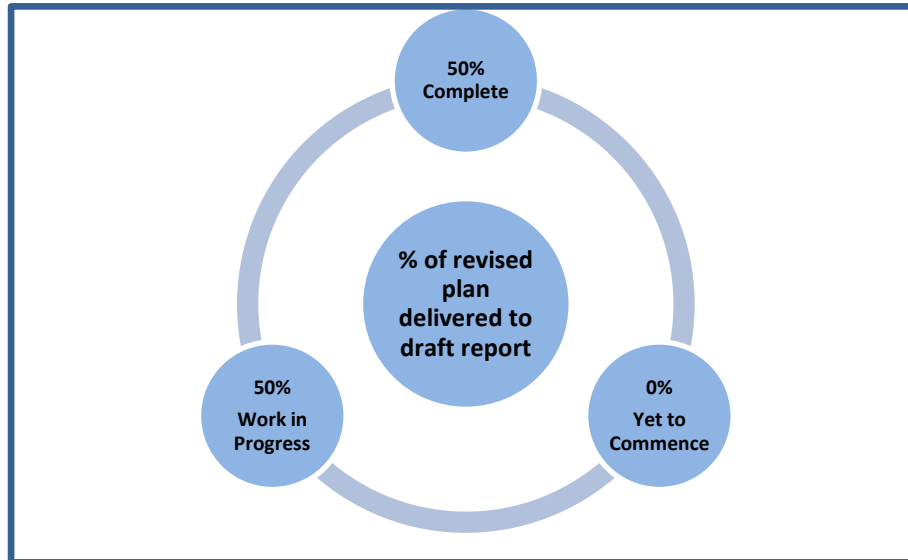 50%
Complete
% of revised
plan
delivered to
draft report
50%
Work in
Progress
0%
Yet to
Commence